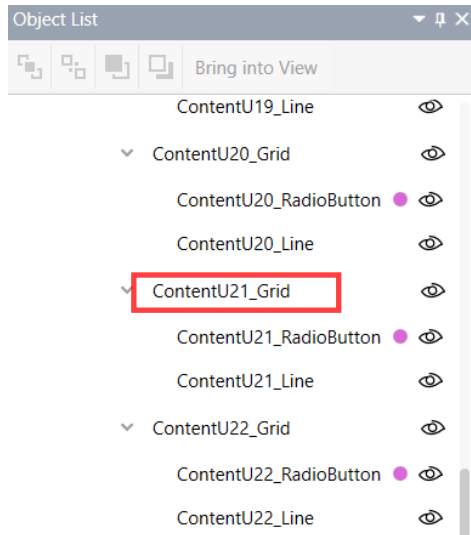 Object List
Bring into View
ContentU19_Line
ContentU20_Grid
ContentU20_RadioButton
ContentU20_Line
ContentU21_Grid
ContentU21_RadioButton
ContentU21_Line
ContentU22_Grid
ContentU22_RadioButton
ContentU22_Line